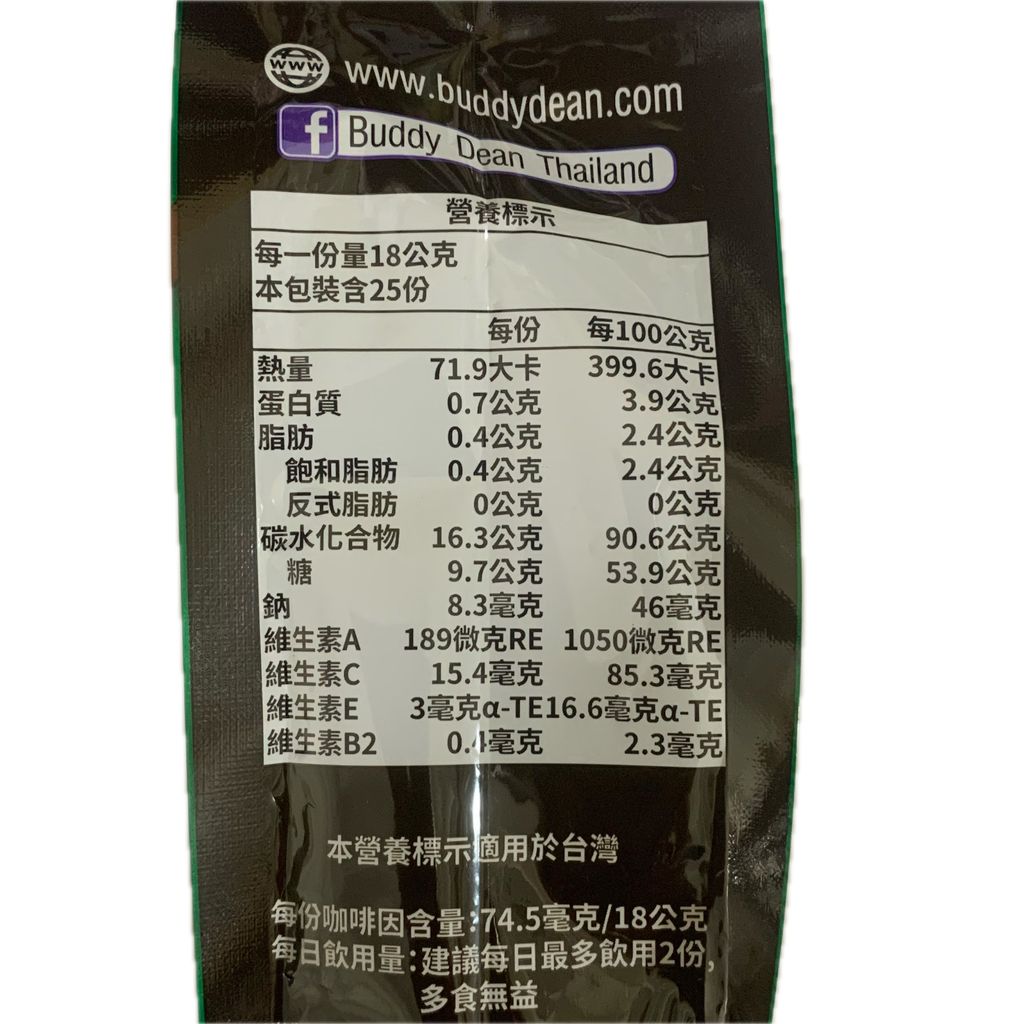 www
www.buddydean.com
f Buddy Dean Thailand
營養標示
每一份量18公克
本包裝含25份
每份 每100公克
熱量 71.9大卡 399.6大卡
蛋白質 0.7公克 3.9公克
脂肪 0.4公克 2.4公克
飽和脂肪 0.4公克 2.4公克
反式脂肪 0公克 0公克
碳水化合物 16.3公克 90.6公克
糖 9.7公克 53.9公克
鈉 8.3毫克 46毫克
維生素A 189微克RE 1050微克RE
維生素C 15.4毫克 85.3毫克
維生素E 3毫克α-TE 16.6毫克α-TE
維生素B2 0.4毫克 2.3毫克
本營養標示適用於台灣
每份咖啡因含量:74.5毫克/18公克
每日飲用量:建議每日最多飲用2份,
多食無益